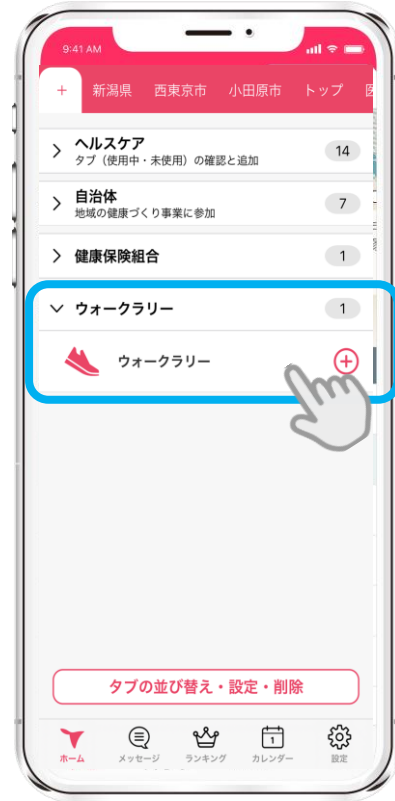 9:41 AM
+ 新潟県 西東京市 小田原市 トップ
ヘルスケア
タブ（使用中・未使用）の確認と追加
14
自治体
地域の健康づくり事業に参加
7
健康保険組合
1
ウォークラリー
1
ウォークラリー
タブの並び替え・設定・削除
1
ホーム メッセージ ランキング カレンダー 設定